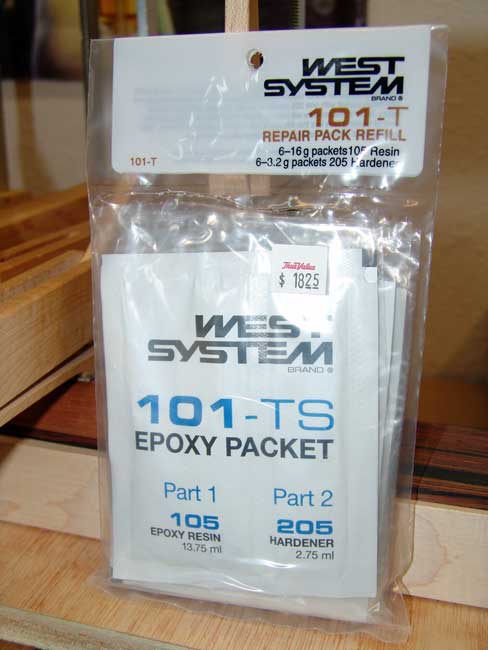 WEST
SYSTEM
BRAND ®
101-T
REPAIR PACK REFILL
6-16 g packets 105 Resin
6-3.2 g packets 205 Hardener
101-T
True Value
$ 18.25
WEST
SYSTEM
BRAND ®
101-TS
EPOXY PACKET
Part 1
105
EPOXY RESIN
13.75 ml
Part 2
205
HARDENER
2.75 ml